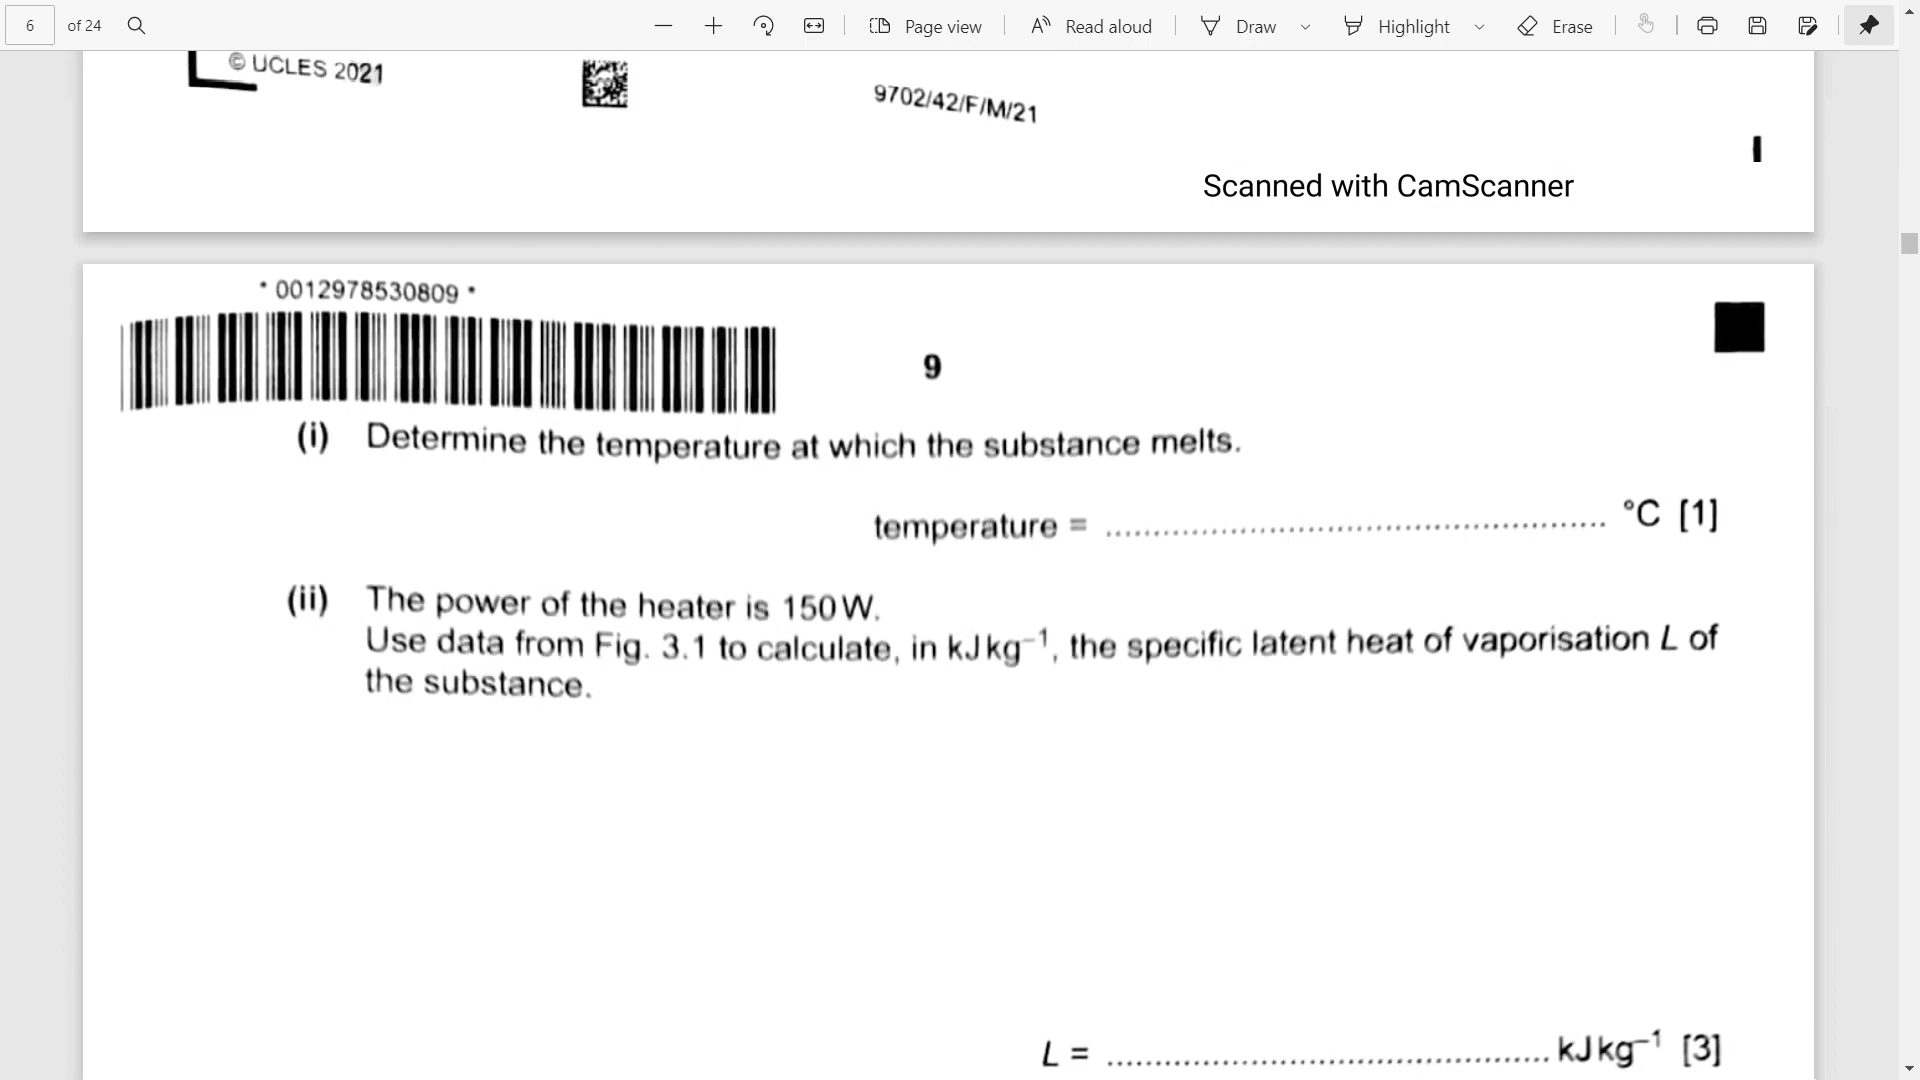 6 of 24 Page view Read aloud Draw Highlight Erase
© UCLES 2021
9702/42/F/M/21
Scanned with CamScanner
* 0012978530809 *
9
(i) Determine the temperature at which the substance melts.
temperature = .................................................... °C [1]
(ii) The power of the heater is 150 W.
Use data from Fig. 3.1 to calculate, in kJ kg⁻¹, the specific latent heat of vaporisation L of
the substance.
L = .............................................. kJ kg⁻¹ [3]